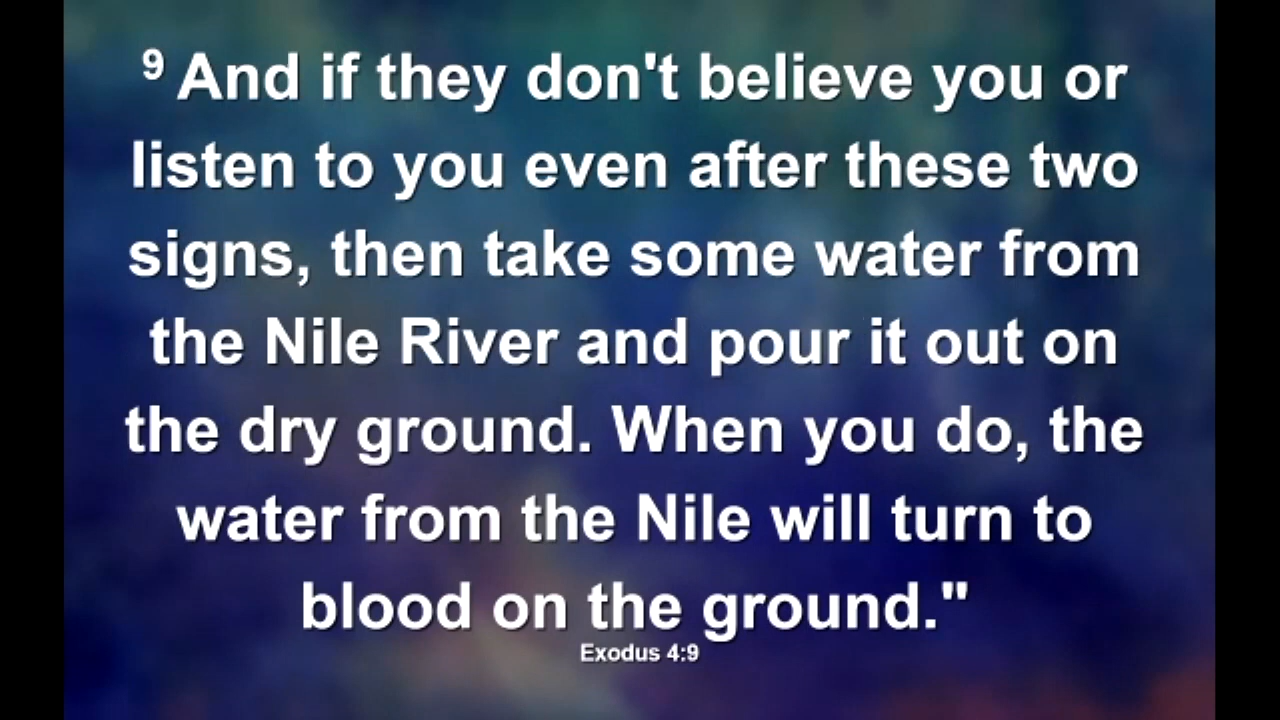 9 And if they don't believe you or
listen to you even after these two
signs, then take some water from
the Nile River and pour it out on
the dry ground. When you do, the
water from the Nile will turn to
blood on the ground."
Exodus 4:9